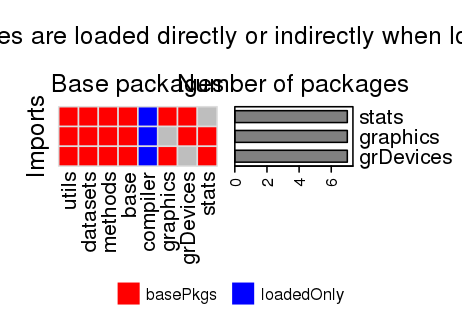 es are loaded directly or indirectly when lo
Base packages
Number of packages
Imports
stats
graphics
grDevices
utils
datasets
methods
base
compiler
graphics
grDevices
stats
0 2 4 6
basePkgs loadedOnly